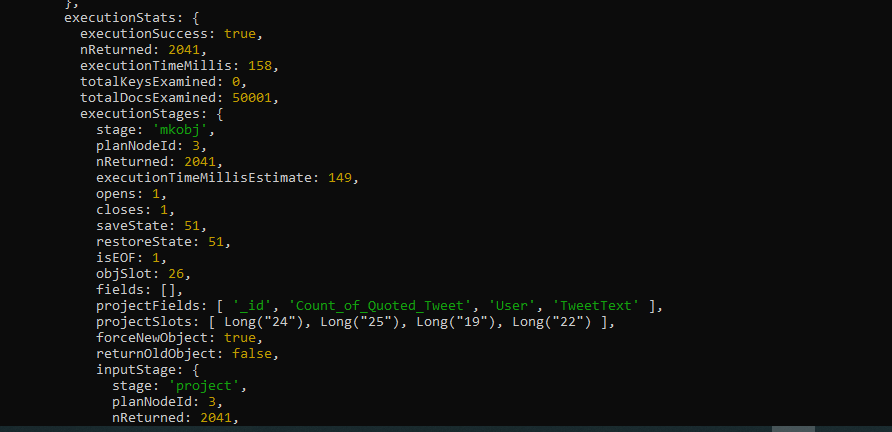 },
executionStats: {
executionSuccess: true,
nReturned: 2041,
executionTimeMillis: 158,
totalKeysExamined: 0,
totalDocsExamined: 50001,
executionStages: {
stage: 'mkobj',
planNodeId: 3,
nReturned: 2041,
executionTimeMillisEstimate: 149,
opens: 1,
closes: 1,
saveState: 51,
restoreState: 51,
isEOF: 1,
objSlot: 26,
fields: [],
projectFields: [ '_id', 'Count_of_Quoted_Tweet', 'User', 'TweetText' ],
projectSlots: [ Long("24"), Long("25"), Long("19"), Long("22") ],
forceNewObject: true,
returnOldObject: false,
inputStage: {
stage: 'project',
planNodeId: 3,
nReturned: 2041,